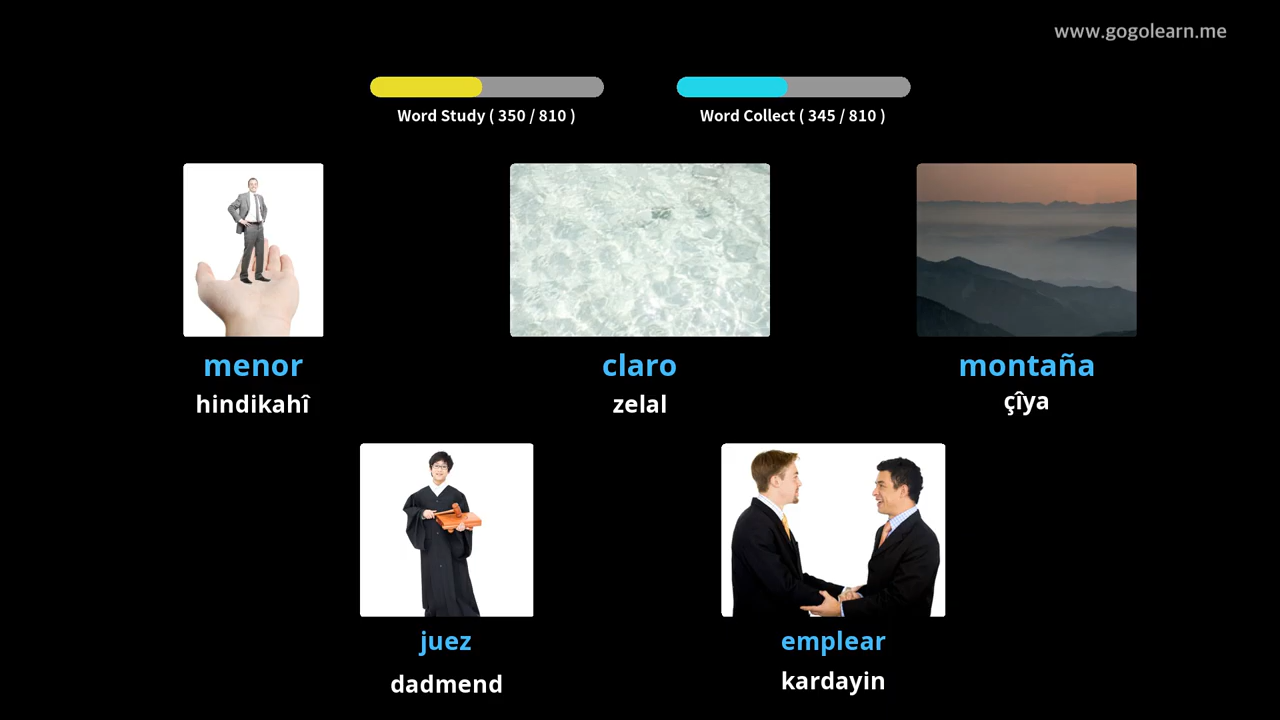 www.gogolearn.me
Word Study ( 350 / 810 )
Word Collect ( 345 / 810 )
menor
hindikahî
claro
zelal
montaña
çîya
juez
dadmend
emplear
kardayin